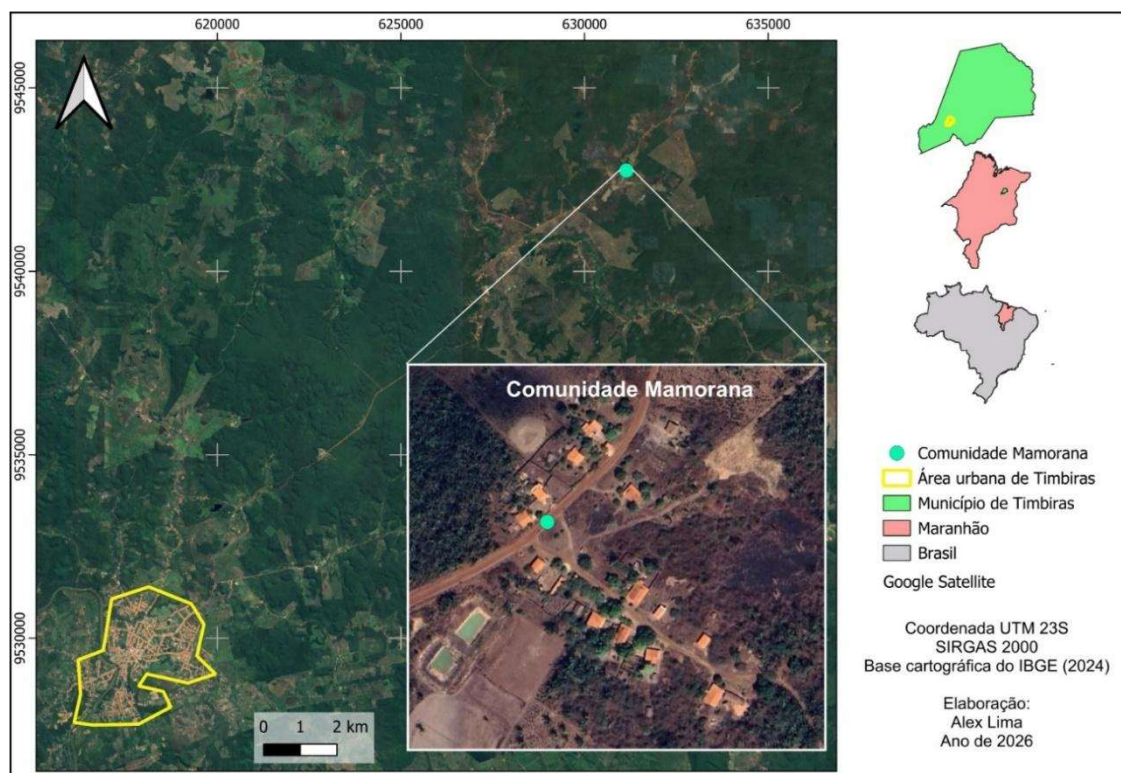 620000
625000
630000
635000
9545000
9540000
9535000
9530000
Comunidade Mamorana
0 1 2 km
Comunidade Mamorana
Área urbana de Timbiras
Município de Timbiras
Maranhão
Brasil
Google Satellite
Coordenada UTM 23S
SIRGAS 2000
Base cartográfica do IBGE (2024)
Elaboração:
Alex Lima
Ano de 2026